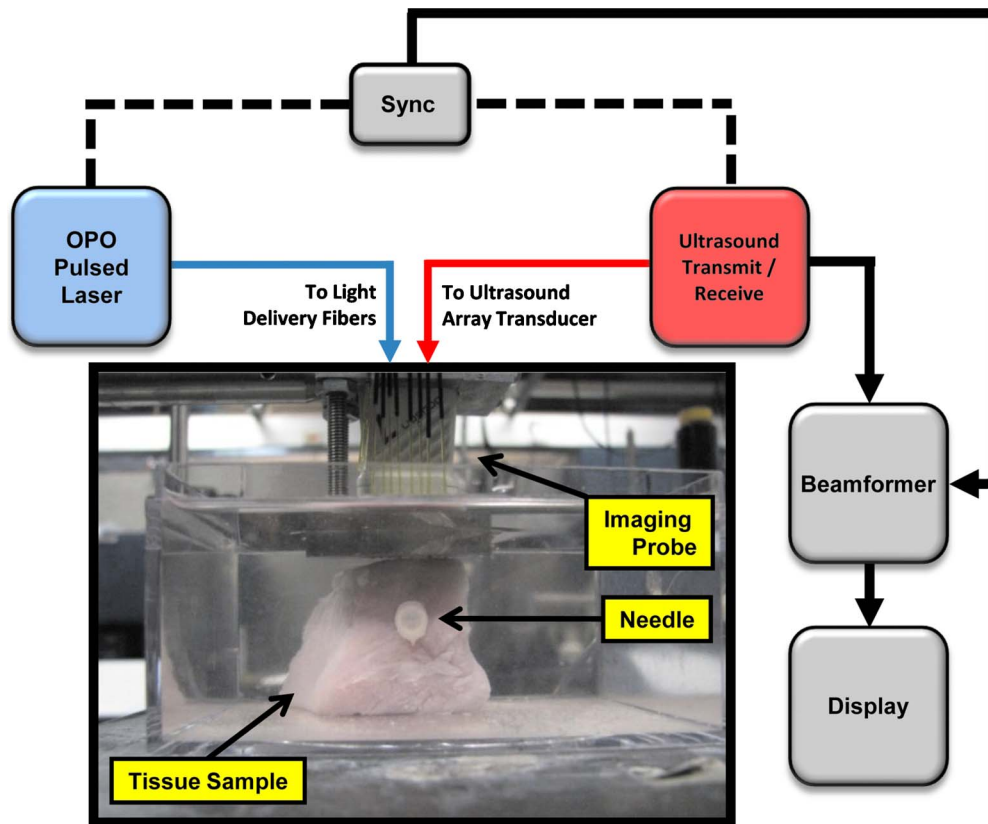 Sync
OPO
Pulsed
Laser
Ultrasound
Transmit /
Receive
To Light
Delivery Fibers
To Ultrasound
Array Transducer
Imaging
Probe
Beamformer
Needle
Display
Tissue Sample